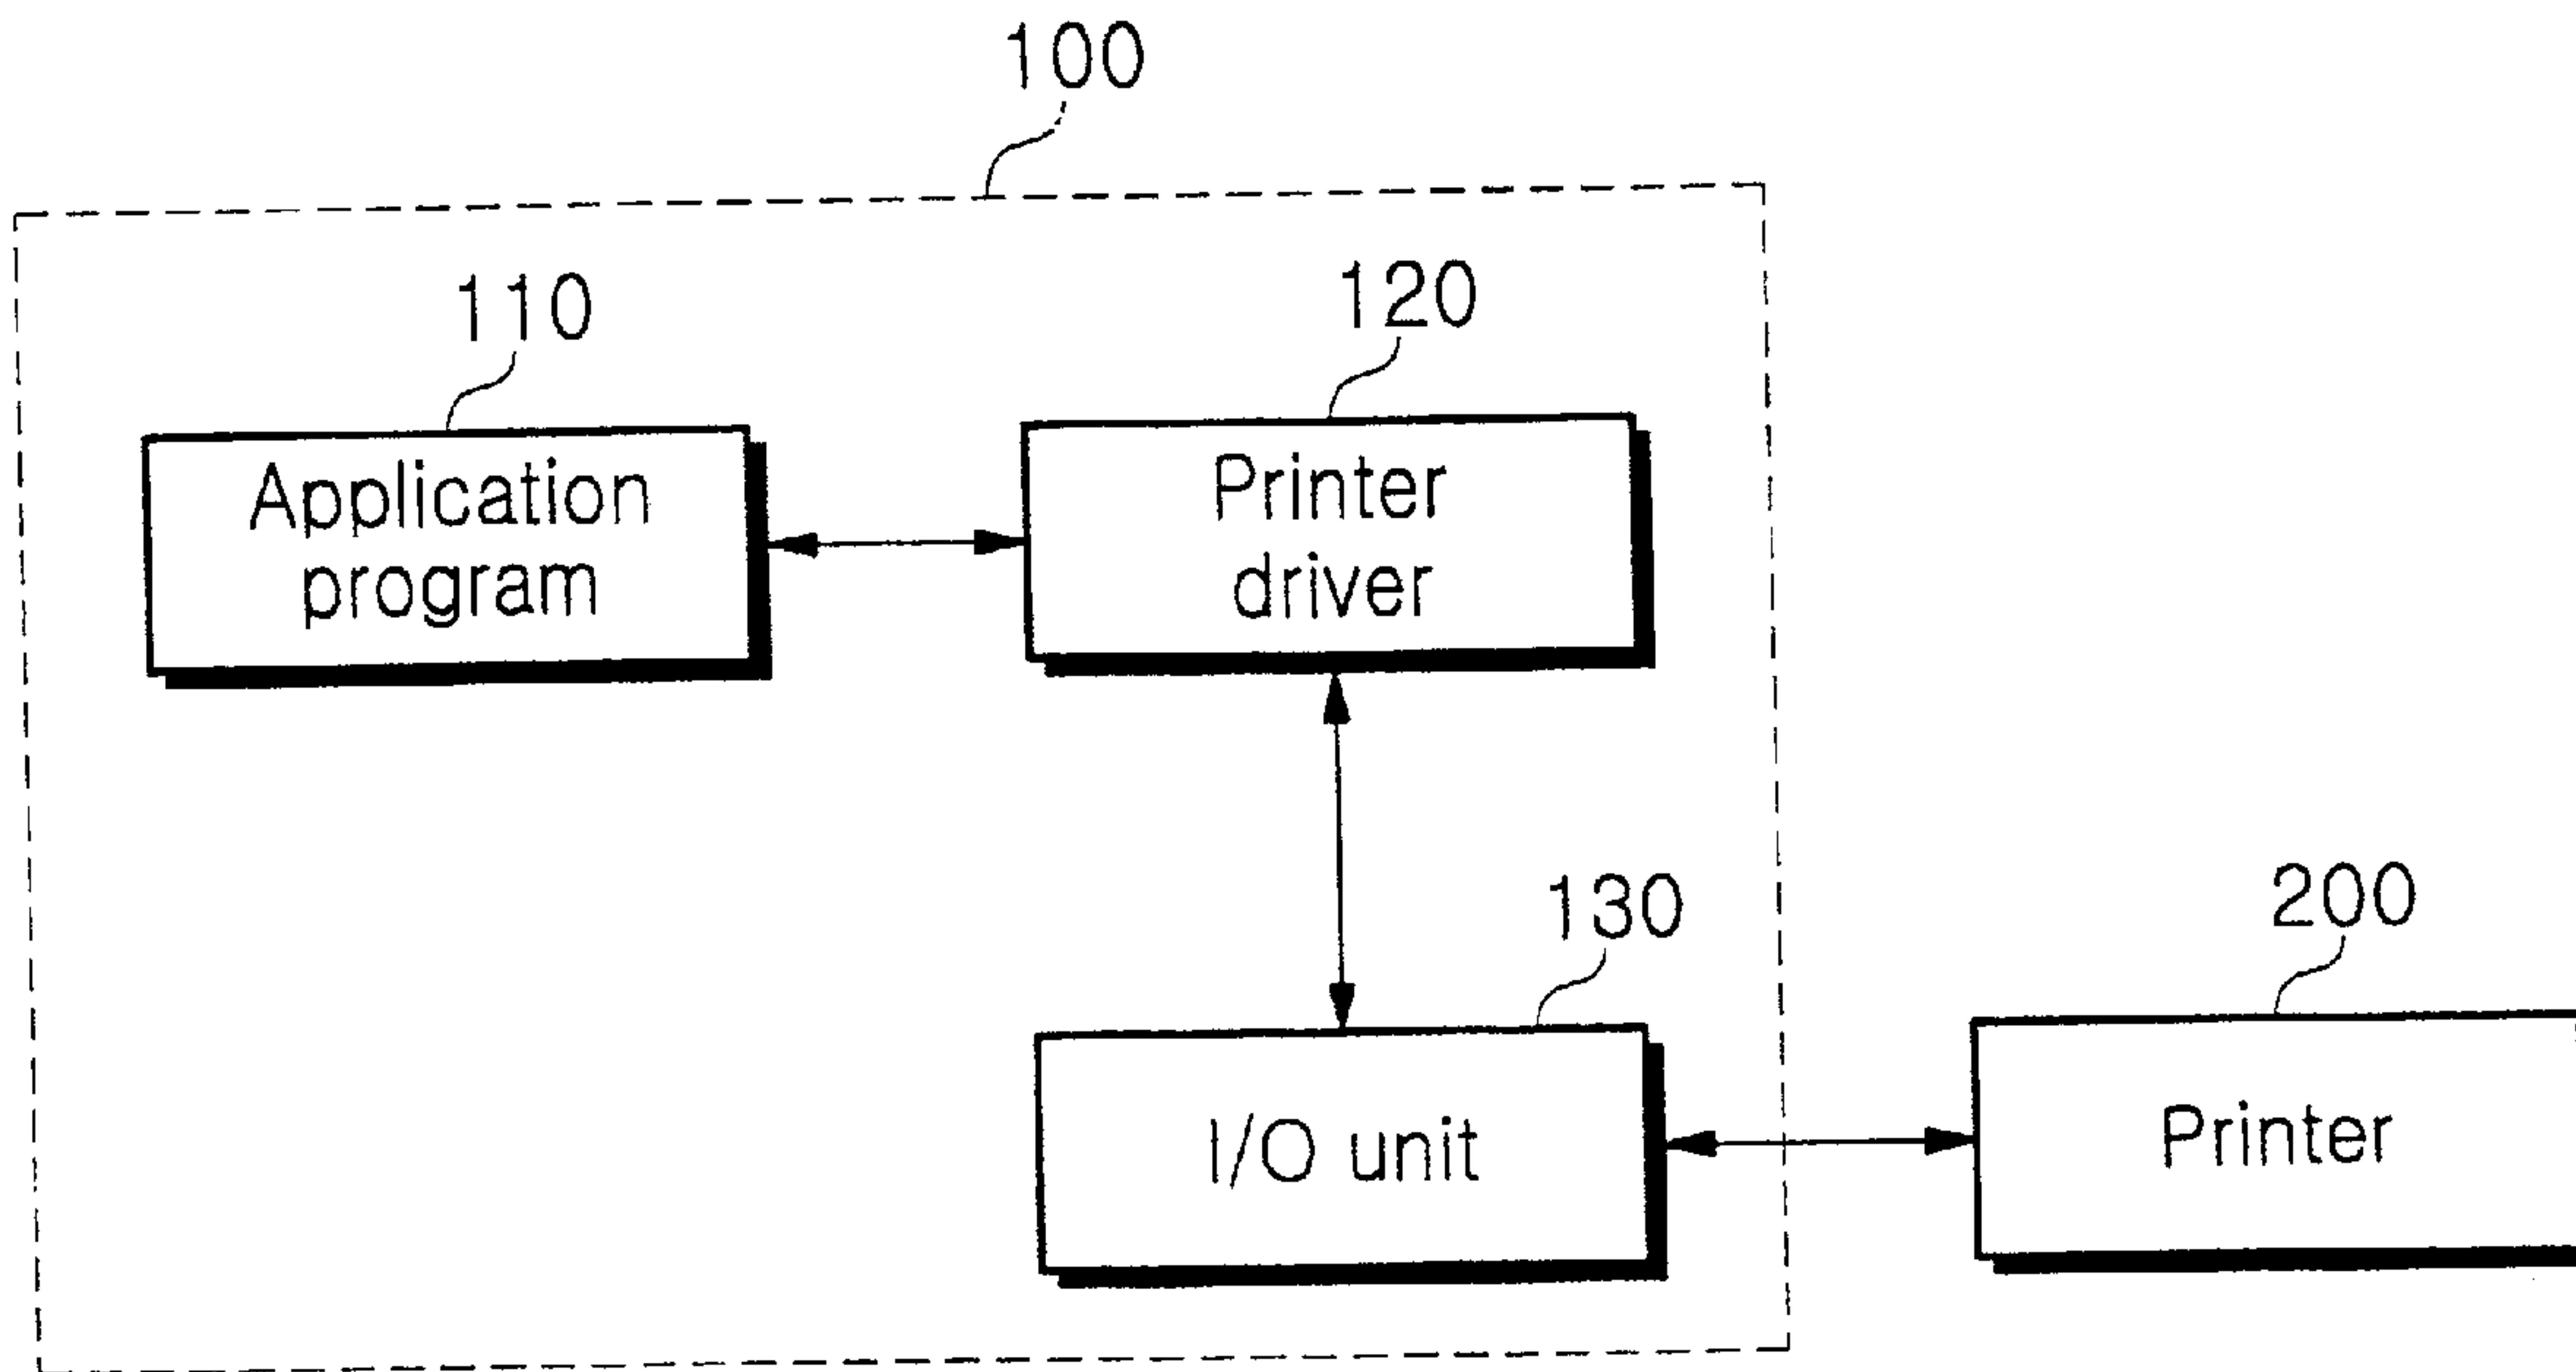 100
110
120
Application
program
Printer
driver
130
200
I/O unit
Printer